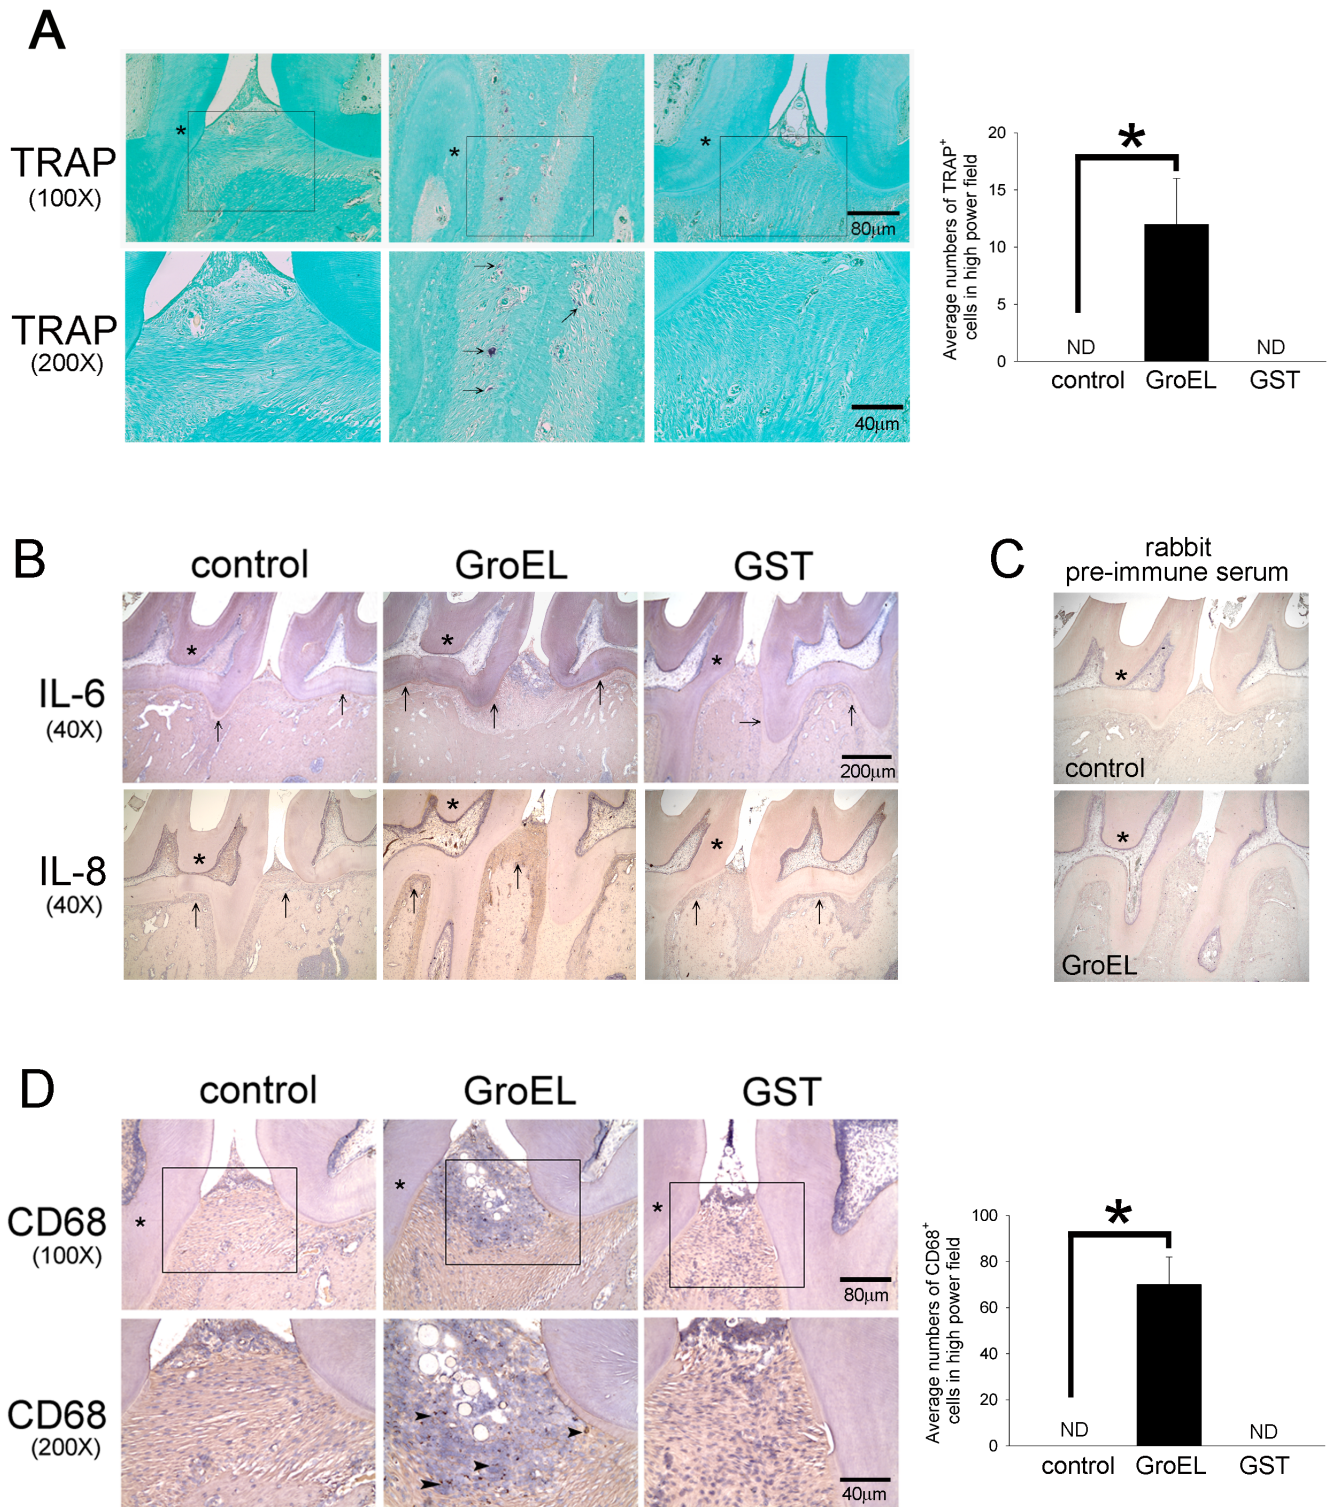 A
TRAP
(100X)
*
*
*
80μm
TRAP
(200X)
40μm
Average numbers of TRAP+
cells in high power field
20
15
10
5
0
*
ND
ND
control
GroEL
GST
B
control
GroEL
GST
IL-6
(40X)
*
*
*
200μm
IL-8
(40X)
*
*
*
C
rabbit
pre-immune serum
*
control
*
GroEL
D
control
GroEL
GST
CD68
(100X)
*
*
*
80μm
CD68
(200X)
40μm
Average numbers of CD68+
cells in high power field
100
80
60
40
20
0
*
ND
ND
control
GroEL
GST